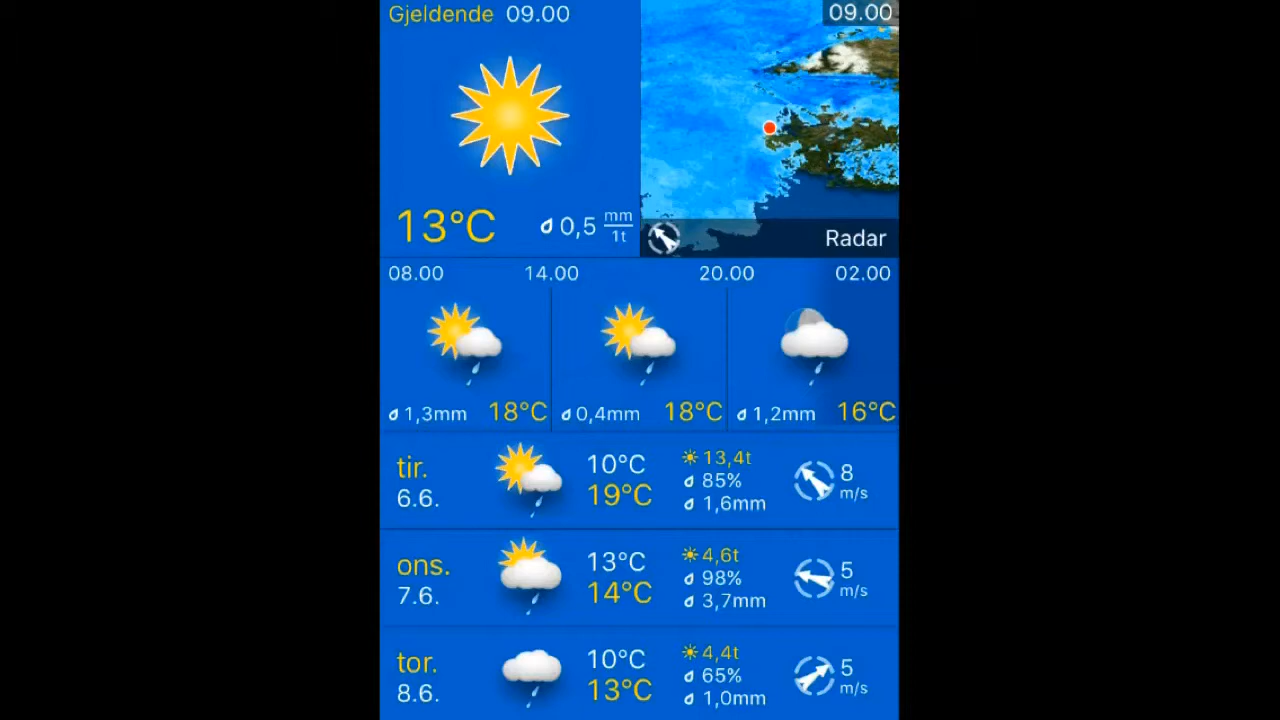 Gjeldende 09.00
09.00
13°C
0,5 mm/1t
Radar
08.00 14.00 20.00 02.00
1,3mm 18°C 0,4mm 18°C 1,2mm 16°C
tir.
6.6.
10°C
19°C
13,4t
85%
1,6mm
8
m/s
ons.
7.6.
13°C
14°C
4,6t
98%
3,7mm
5
m/s
tor.
8.6.
10°C
13°C
4,4t
65%
1,0mm
5
m/s